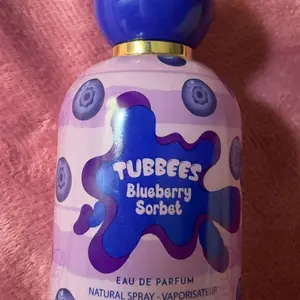 TUBBEES
Blueberry
Sorbet
EAU DE PARFUM
NATURAL SPRAY - VAPORISATEUR